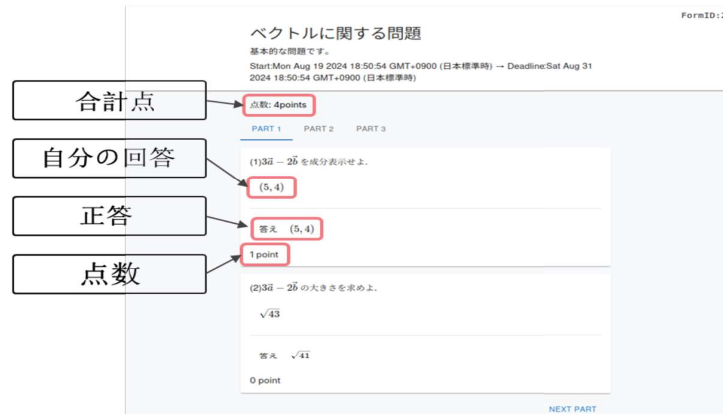 FormID:2
ベクトルに関する問題
基本的な問題です。
Start:Mon Aug 19 2024 18:50:54 GMT+0900 (日本標準時) → Deadline:Sat Aug 31
2024 18:50:54 GMT+0900 (日本標準時)
合計点
点数: 4points
PART 1 PART 2 PART 3
自分の回答
(1)3a⃗ − 2b⃗ を成分表示せよ.
(5, 4)
正答
答え (5, 4)
点数
1 point
(2)3a⃗ − 2b⃗ の大きさを求めよ.
√43
答え √41
0 point
NEXT PART